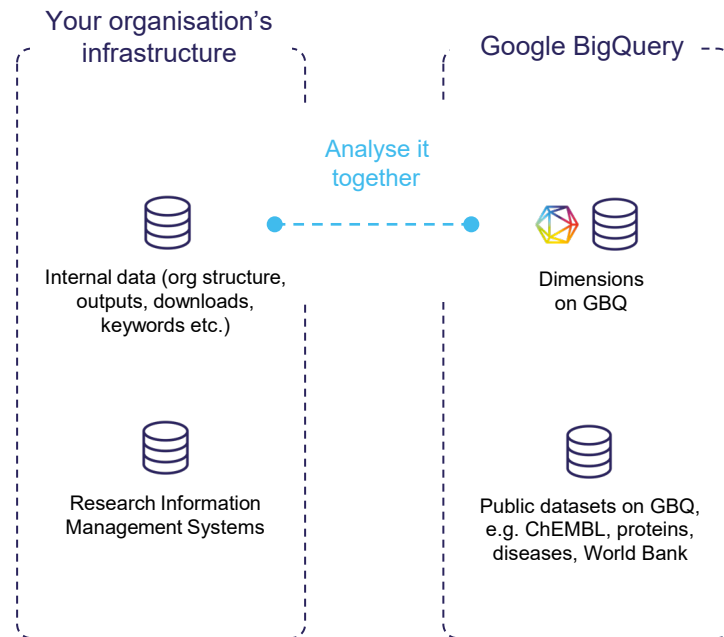 Your organisation's
infrastructure
Google BigQuery
Analyse it
together
Internal data (org structure,
outputs, downloads,
keywords etc.)
Dimensions
on GBQ
Research Information
Management Systems
Public datasets on GBQ,
e.g. ChEMBL, proteins,
diseases, World Bank